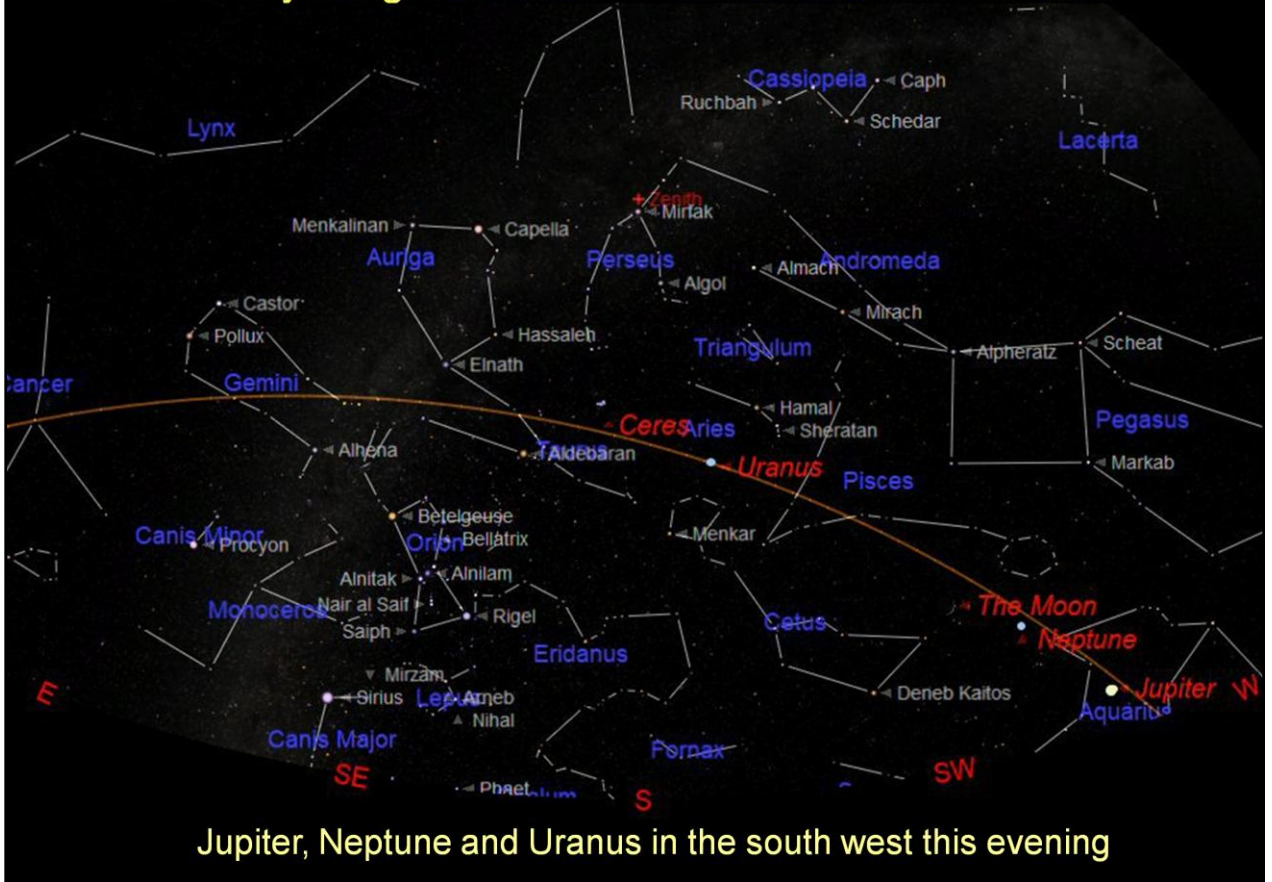 Cassiopeia
Caph
Ruchbah
Schedar
Lynx
Lacerta
Zenith
Mirfak
Menkalinan
Capella
Auriga
Perseus
Andromeda
Almach
Algol
Castor
Mirach
Pollux
Hassaleh
Triangulum
Alpheratz
Scheat
Elnath
Cancer
Gemini
Hamal
Pegasus
Ceres
Aries
Sheratan
Alhena
Taurus
Aldebaran
Uranus
Markab
Pisces
Betelgeuse
Canis Minor
Procyon
Orion
Bellatrix
Menkar
Alnitak
Alnilam
Nair al Saif
Monoceros
Rigel
The Moon
Saiph
Cetus
Neptune
Eridanus
Mirzam
E
Sirius
Lepus
Arneb
Deneb Kaitos
Jupiter
W
Nihal
Aquarius
Canis Major
Fornax
SE
SW
Phaet
S
Jupiter, Neptune and Uranus in the south west this evening